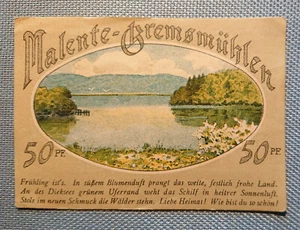 Malente-Gremsmühlen
50 PF. 50 PF.
Frühling ist's. In süßem Blumenduft prangt das weite, festlich frohe Land.
An des Dieksees grünem Uferrand weht das Schilf in heitrer Sonnenluft.
Stolz im neuen Schmuck die Wälder stehn. Liebe Heimat! Wie bist du so schön!